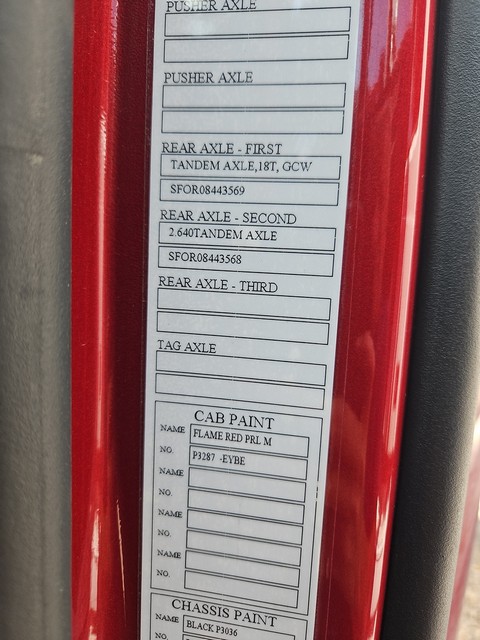 PUSHER AXLE
PUSHER AXLE
REAR AXLE - FIRST
TANDEM AXLE,18T, GCW
SFOR08443569
REAR AXLE - SECOND
2.640TANDEM AXLE
SFOR08443568
REAR AXLE - THIRD
TAG AXLE
CAB PAINT
NAME FLAME RED PRL M
NO. P3287 -EYBE
NAME
NO.
NAME
NO.
NAME
NO.
CHASSIS PAINT
NAME BLACK P3036
NO.